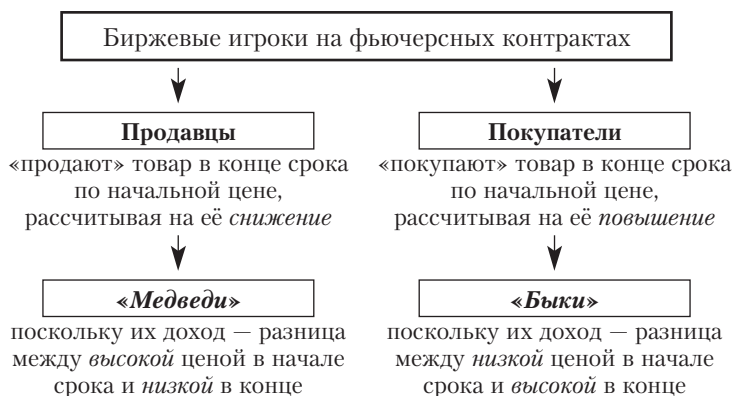 Биржевые игроки на фьючерсных контрактах
Продавцы
«продают» товар в конце срока
по начальной цене,
рассчитывая на её снижение
«Медведи»
поскольку их доход — разница
между высокой ценой в начале
срока и низкой в конце
Покупатели
«покупают» товар в конце срока
по начальной цене,
рассчитывая на её повышение
«Быки»
поскольку их доход — разница
между низкой ценой в начале
срока и высокой в конце